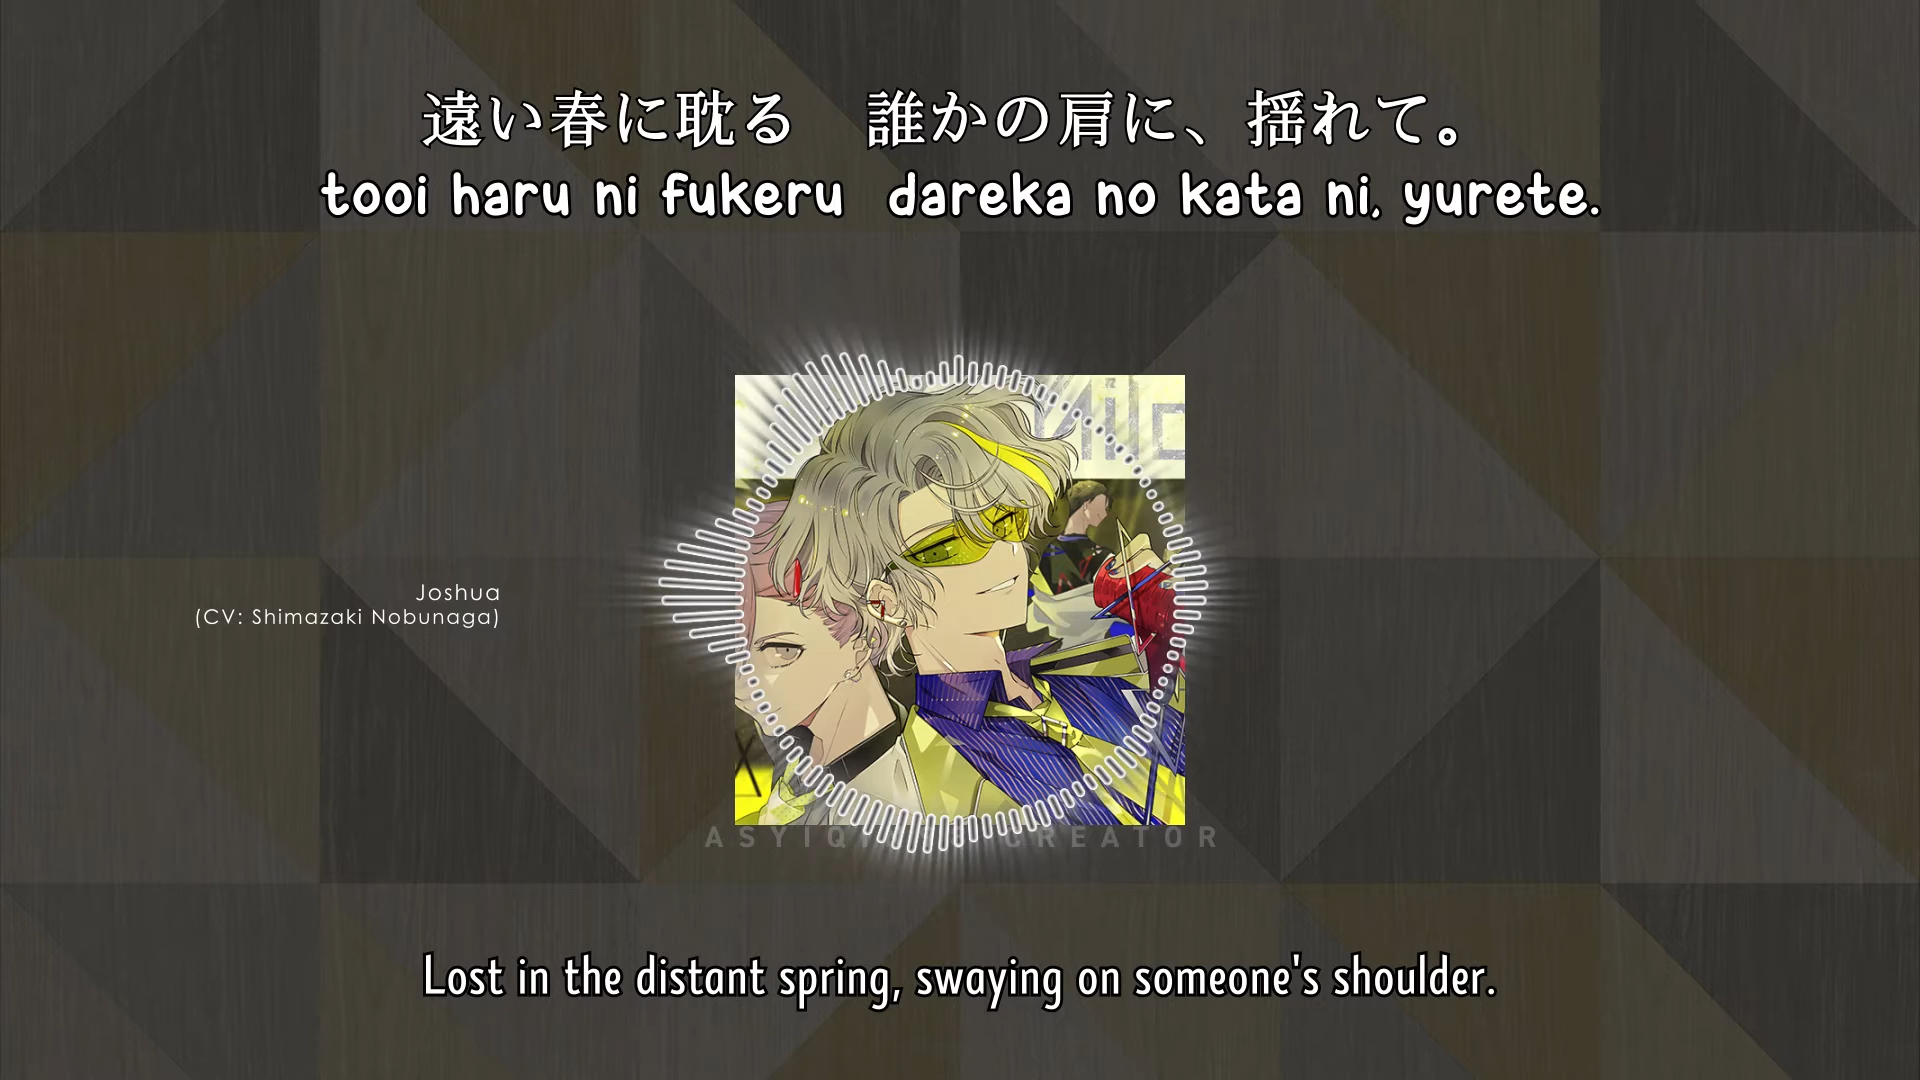 遠い春に耽る　誰かの肩に、揺れて。
tooi haru ni fukeru  dareka no kata ni, yurete.
Joshua
(CV: Shimazaki Nobunaga)
CREATOR
Lost in the distant spring, swaying on someone's shoulder.